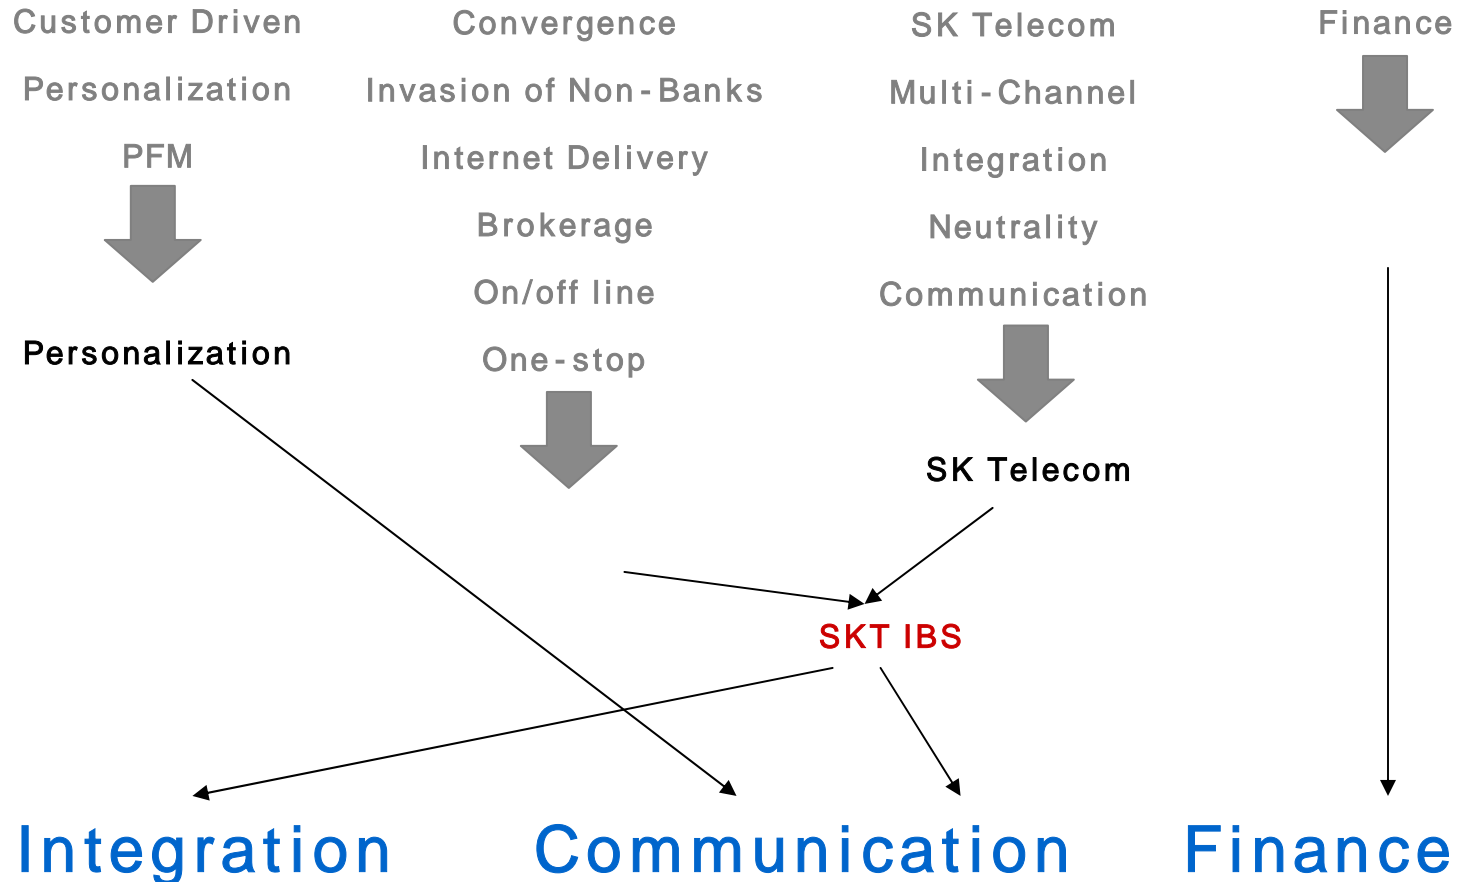 Customer Driven
Personalization
PFM
Personalization
Convergence
Invasion of Non-Banks
Internet Delivery
Brokerage
On/off line
One-stop
SK Telecom
Multi-Channel
Integration
Neutrality
Communication
SK Telecom
Finance
SKT IBS
Integration
Communication
Finance